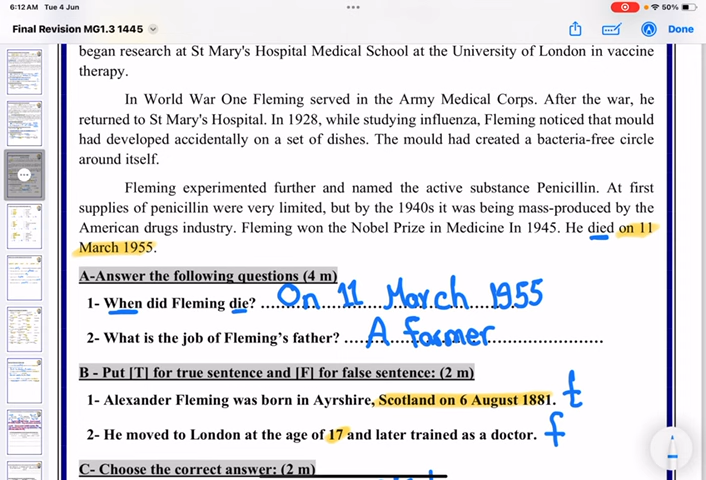 6:12 AM Tue 4 Jun
50%
Final Revision MG1.3 1445
Done
began research at St Mary's Hospital Medical School at the University of London in vaccine
therapy.
In World War One Fleming served in the Army Medical Corps. After the war, he
returned to St Mary's Hospital. In 1928, while studying influenza, Fleming noticed that mould
had developed accidentally on a set of dishes. The mould had created a bacteria-free circle
around itself.
Fleming experimented further and named the active substance Penicillin. At first
supplies of penicillin were very limited, but by the 1940s it was being mass-produced by the
American drugs industry. Fleming won the Nobel Prize in Medicine In 1945. He died on 11
March 1955.
A-Answer the following questions (4 m)
1- When did Fleming die? On 11 March 1955
2- What is the job of Fleming's father? A farmer
B - Put [T] for true sentence and [F] for false sentence: (2 m)
1- Alexander Fleming was born in Ayrshire, Scotland on 6 August 1881. t
2- He moved to London at the age of 17 and later trained as a doctor. f
C- Choose the correct answer: (2 m)